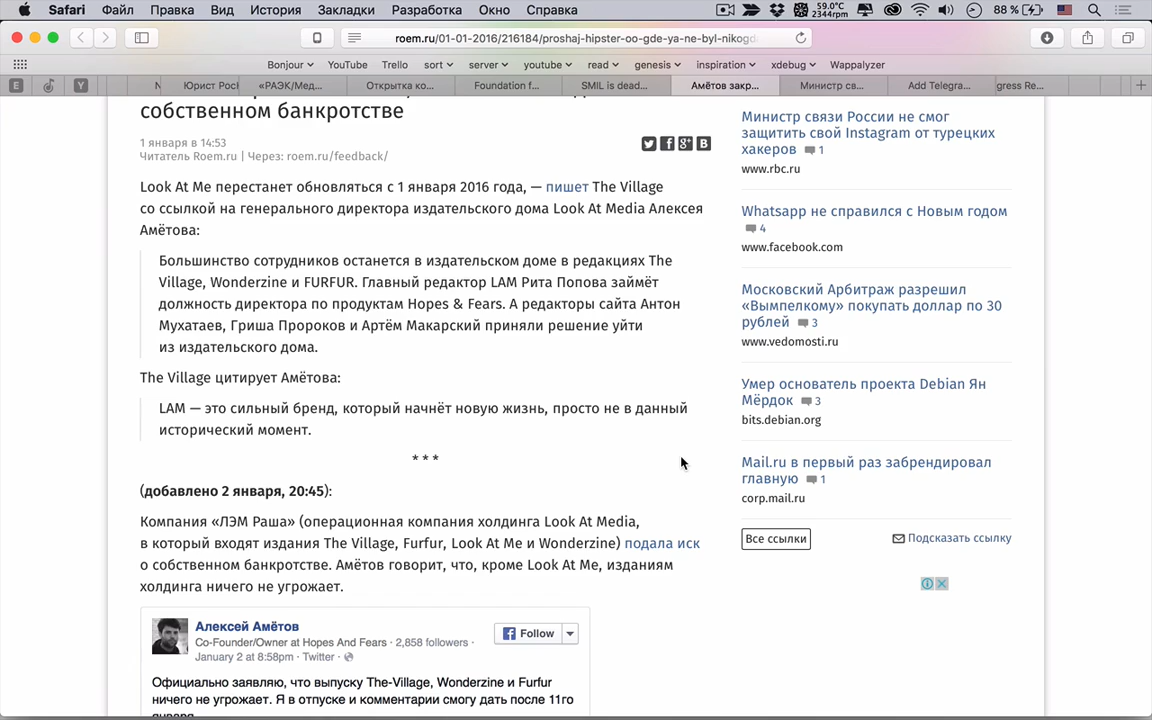 Safari Файл Правка Вид История Закладки Разработка Окно Справка
59.0°C
2344rpm
88 %
roem.ru/01-01-2016/216184/proshaj-hipster-oo-gde-ya-ne-byl-nikogda
Bonjour YouTube Trello sort server youtube read genesis inspiration xdebug Wappalyzer
E Y Юрист Росk «РАЭК/Мед... Открытка ко... Foundation f... SMIL is dead... Амётов закр... Министр св... Add Telegra... gress Re...
собственном банкротстве
1 января в 14:53
Читатель Roem.ru | Через: roem.ru/feedback/
Look At Me перестанет обновляться с 1 января 2016 года, — пишет The Village
со ссылкой на генерального директора издательского дома Look At Media Алексея
Амётова:
Большинство сотрудников останется в издательском доме в редакциях The
Village, Wonderzine и FURFUR. Главный редактор LAM Рита Попова займёт
должность директора по продуктам Hopes & Fears. А редакторы сайта Антон
Мухатаев, Гриша Пророков и Артём Макарский приняли решение уйти
из издательского дома.
The Village цитирует Амётова:
LAM — это сильный бренд, который начнёт новую жизнь, просто не в данный
исторический момент.
* * *
(добавлено 2 января, 20:45):
Компания «ЛЭМ Раша» (операционная компания холдинга Look At Media,
в который входят издания The Village, Furfur, Look At Me и Wonderzine) подала иск
о собственном банкротстве. Амётов говорит, что, кроме Look At Me, изданиям
холдинга ничего не угрожает.
Алексей Амётов
Co-Founder/Owner at Hopes And Fears · 2,858 followers ·
January 2 at 8:58pm · Twitter ·
Follow
Официально заявляю, что выпуску The-Village, Wonderzine и Furfur
ничего не угрожает. Я в отпуске и комментарии смогу дать после 11го
января
Министр связи России не смог
защитить свой Instagram от турецких
хакеров 1
www.rbc.ru
Whatsapp не справился с Новым годом
4
www.facebook.com
Московский Арбитраж разрешил
«Вымпелкому» покупать доллар по 30
рублей 3
www.vedomosti.ru
Умер основатель проекта Debian Ян
Мёрдок 3
bits.debian.org
Mail.ru в первый раз забрендировал
главную 1
corp.mail.ru
Все ссылки
Подсказать ссылку